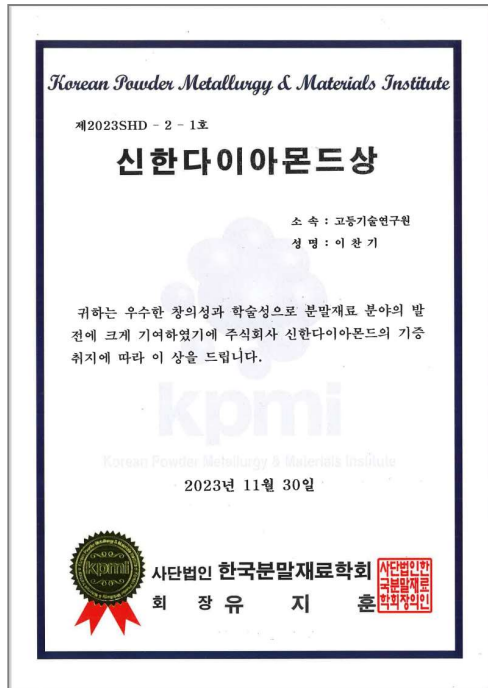 Korean Powder Metallurgy & Materials Institute
제2023SHD - 2 - 1호
신한다이아몬드상
소 속 : 고등기술연구원
성 명 : 이 찬 기
귀하는 우수한 창의성과 학술성으로 분말재료 분야의 발
전에 크게 기여하였기에 주식회사 신한다이아몬드의 기증
취지에 따라 이 상을 드립니다.
kpmi
Korean Powder Metallurgy & Materials Institute
2023년 11월 30일
kpmi
사단법인 한국분말재료학회
회 장 유 지 훈
사단법인한
국분말재료
학회장의인